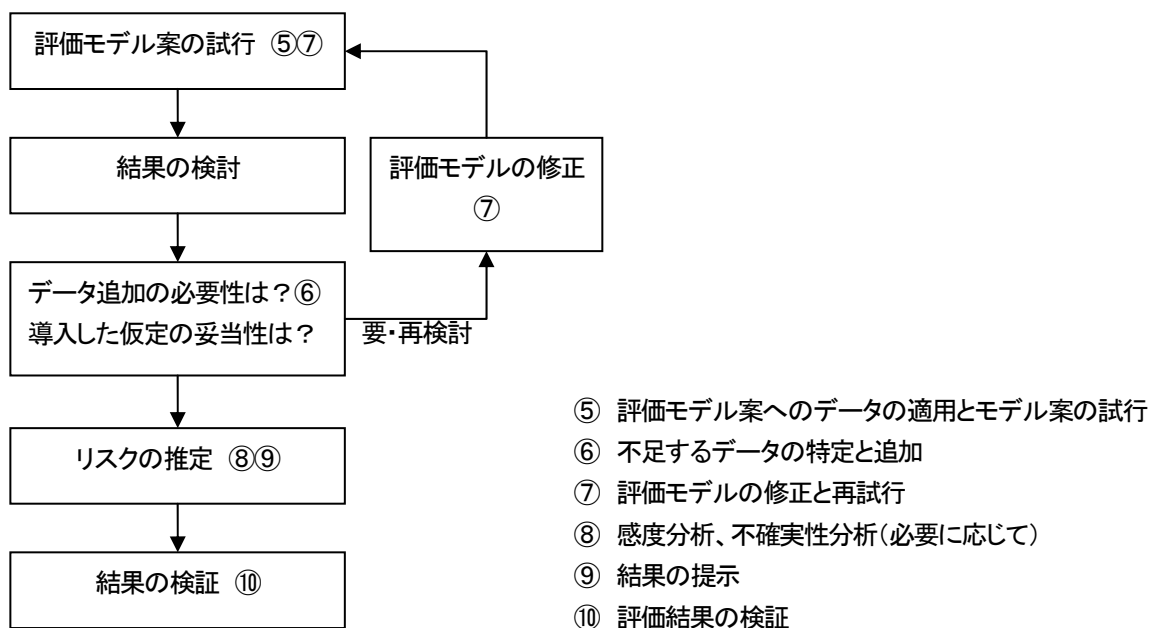 評価モデル案の試行 ⑤⑦
結果の検討
評価モデルの修正
⑦
データ追加の必要性は？⑥
導入した仮定の妥当性は？
要・再検討
リスクの推定 ⑧⑨
結果の検証 ⑩
⑤ 評価モデル案へのデータの適用とモデル案の試行
⑥ 不足するデータの特定と追加
⑦ 評価モデルの修正と再試行
⑧ 感度分析、不確実性分析（必要に応じて）
⑨ 結果の提示
⑩ 評価結果の検証